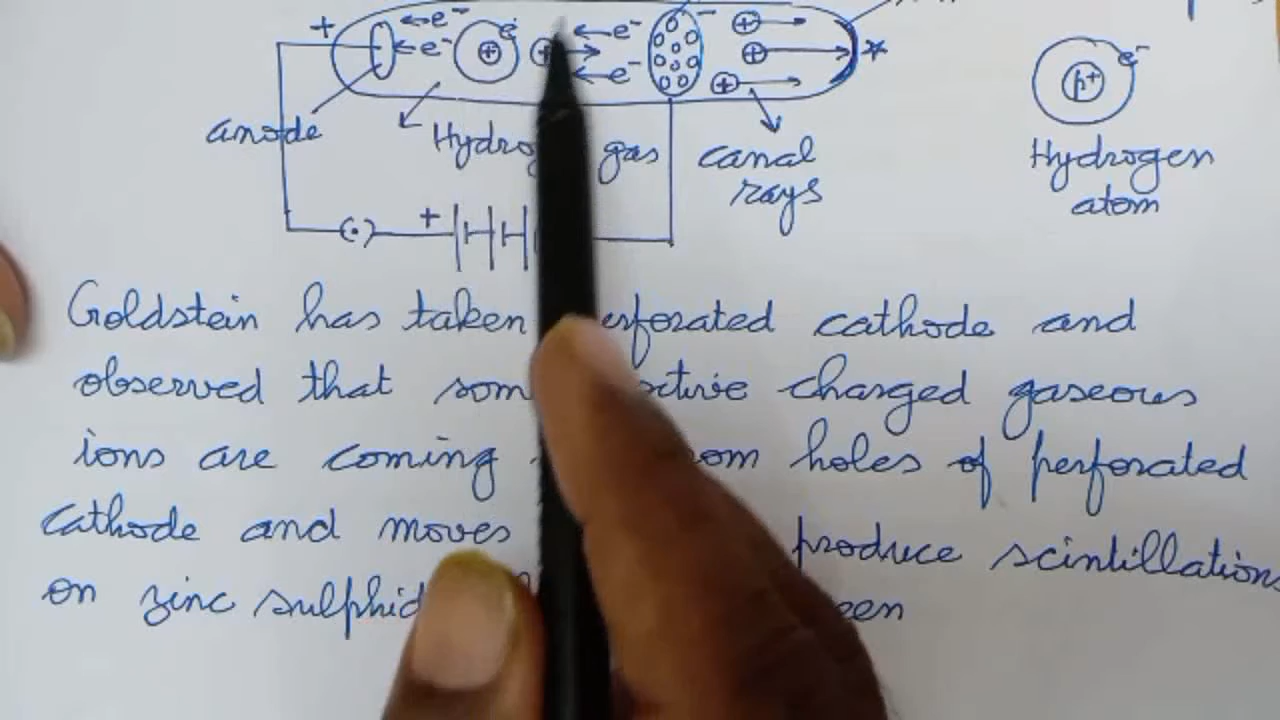 + e⁻ e⁻ + e⁻ + e⁻ e⁻ − + + +
e⁻
p⁺
anode
Hydro gas
canal
rays
Hydrogen
atom
+
Goldstein has taken erforated cathode and
observed that som charged gaseous
ions are coming holes of perforated
cathode and moves produce scintillations
on zinc sulphid een